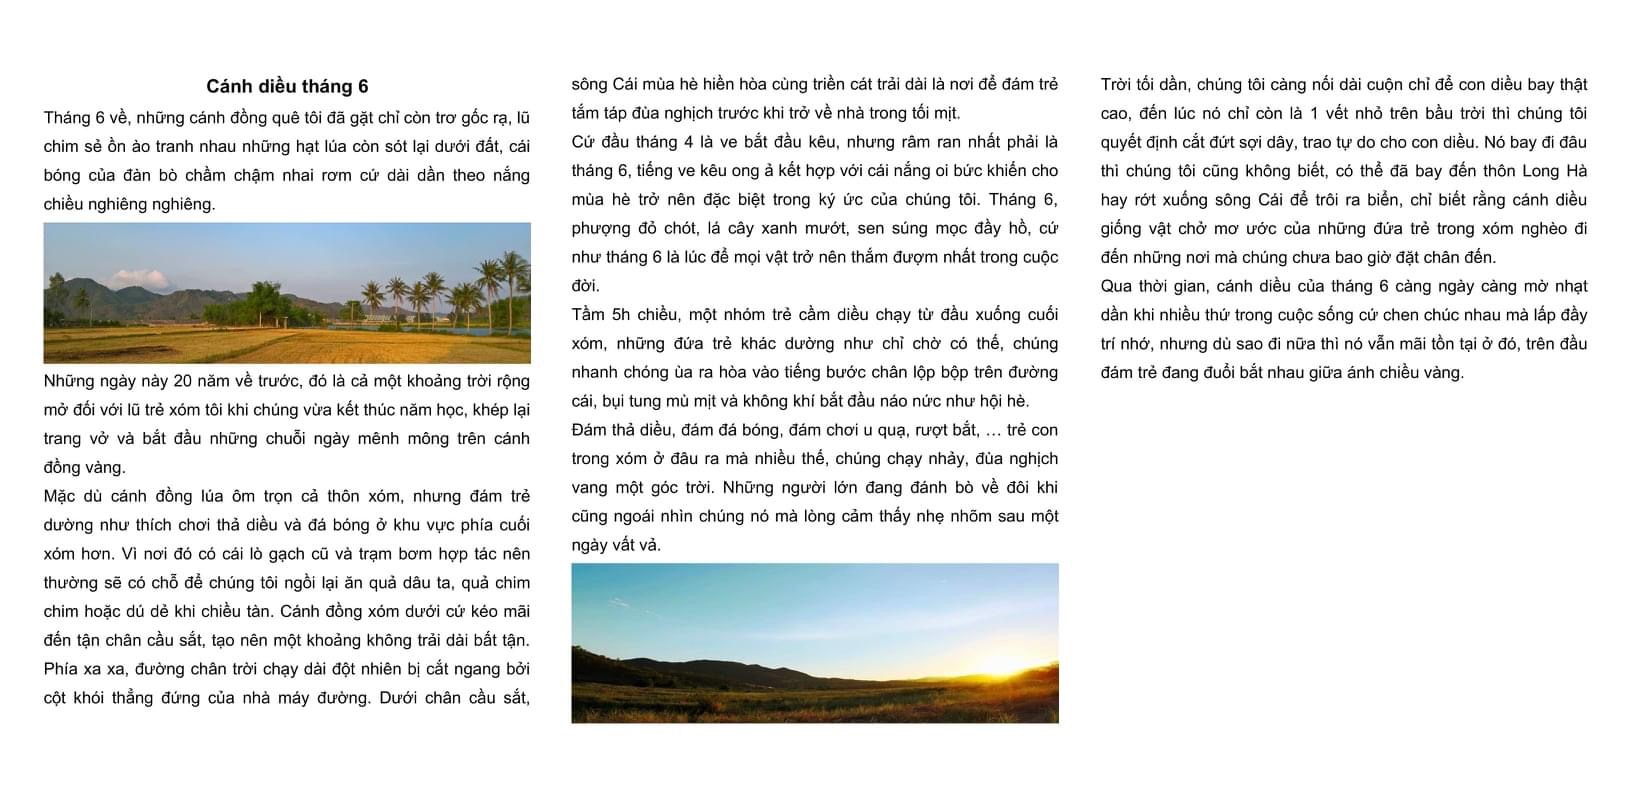 Cánh diều tháng 6
Tháng 6 về, những cánh đồng quê tôi đã gặt chỉ còn trơ gốc rạ, lũ
chim sẻ ồn ào tranh nhau những hạt lúa còn sót lại dưới đất, cái
bóng của đàn bò chầm chậm nhai rơm cứ dài dần theo nắng
chiều nghiêng nghiêng.
Những ngày này 20 năm về trước, đó là cả một khoảng trời rộng
mở đối với lũ trẻ xóm tôi khi chúng vừa kết thúc năm học, khép lại
trang vở và bắt đầu những chuỗi ngày mênh mông trên cánh
đồng vàng.
Mặc dù cánh đồng lúa ôm trọn cả thôn xóm, nhưng đám trẻ
dường như thích chơi thả diều và đá bóng ở khu vực phía cuối
xóm hơn. Vì nơi đó có cái lò gạch cũ và trạm bơm hợp tác nên
thường sẽ có chỗ để chúng tôi ngồi lại ăn quả dâu ta, quả chim
chim hoặc dú dẻ khi chiều tàn. Cánh đồng xóm dưới cứ kéo mãi
đến tận chân cầu sắt, tạo nên một khoảng không trải dài bất tận.
Phía xa xa, đường chân trời chạy dài đột nhiên bị cắt ngang bởi
cột khói thẳng đứng của nhà máy đường. Dưới chân cầu sắt,
sông Cái mùa hè hiền hòa cùng triền cát trải dài là nơi để đám trẻ
tắm táp đùa nghịch trước khi trở về nhà trong tối mịt.
Cứ đầu tháng 4 là ve bắt đầu kêu, nhưng râm ran nhất phải là
tháng 6, tiếng ve kêu ong ả kết hợp với cái nắng oi bức khiến cho
mùa hè trở nên đặc biệt trong ký ức của chúng tôi. Tháng 6,
phượng đỏ chót, lá cây xanh mướt, sen súng mọc đầy hồ, cứ
như tháng 6 là lúc để mọi vật trở nên thắm đượm nhất trong cuộc
đời.
Tầm 5h chiều, một nhóm trẻ cầm diều chạy từ đầu xuống cuối
xóm, những đứa trẻ khác dường như chỉ chờ có thế, chúng
nhanh chóng ùa ra hòa vào tiếng bước chân lộp bộp trên đường
cái, bụi tung mù mịt và không khí bắt đầu náo nức như hội hè.
Đám thả diều, đám đá bóng, đám chơi u quạ, rượt bắt, … trẻ con
trong xóm ở đâu ra mà nhiều thế, chúng chạy nhảy, đùa nghịch
vang một góc trời. Những người lớn đang đánh bò về đôi khi
cũng ngoái nhìn chúng nó mà lòng cảm thấy nhẹ nhõm sau một
ngày vất vả.
Trời tối dần, chúng tôi càng nối dài cuộn chỉ để con diều bay thật
cao, đến lúc nó chỉ còn là 1 vết nhỏ trên bầu trời thì chúng tôi
quyết định cắt đứt sợi dây, trao tự do cho con diều. Nó bay đi đâu
thì chúng tôi cũng không biết, có thể đã bay đến thôn Long Hà
hay rớt xuống sông Cái để trôi ra biển, chỉ biết rằng cánh diều
giống vật chở mơ ước của những đứa trẻ trong xóm nghèo đi
đến những nơi mà chúng chưa bao giờ đặt chân đến.
Qua thời gian, cánh diều của tháng 6 càng ngày càng mờ nhạt
dần khi nhiều thứ trong cuộc sống cứ chen chúc nhau mà lấp đầy
trí nhớ, nhưng dù sao đi nữa thì nó vẫn mãi tồn tại ở đó, trên đầu
đám trẻ đang đuổi bắt nhau giữa ánh chiều vàng.